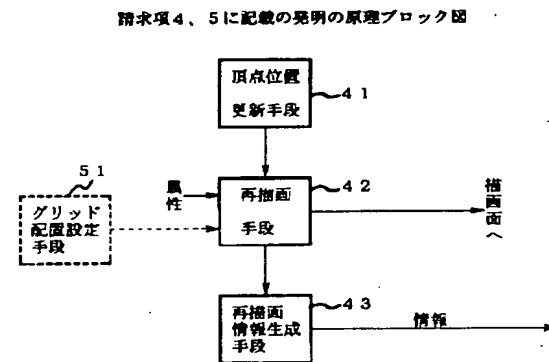 請求項4、5に記載の発明の原理ブロック図
頂点位置
更新手段
41
51
グリッド
配置設定
手段
属性
再描画
手段
42
描画面へ
再描画
情報生成
手段
43
情報